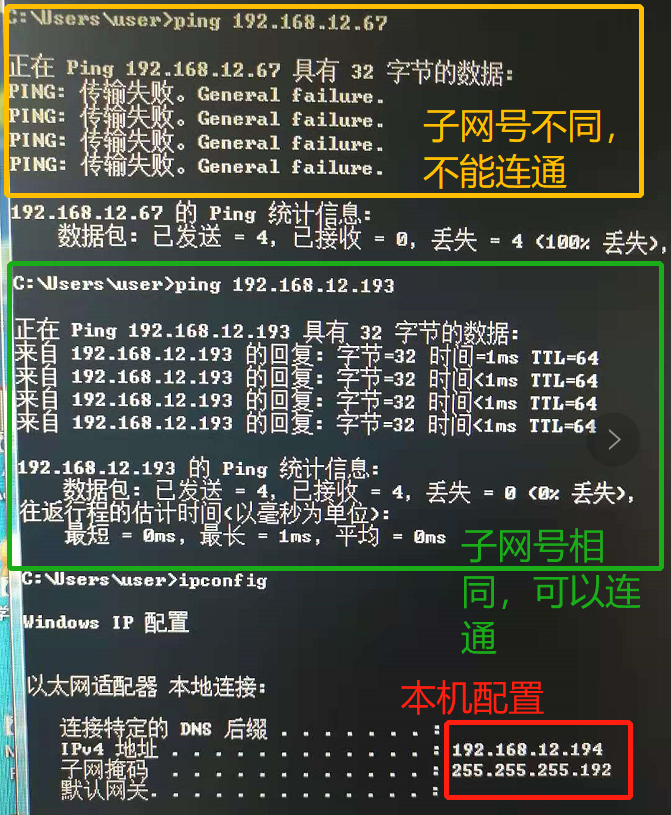 C:\Users\user>ping 192.168.12.67
正在 Ping 192.168.12.67 具有 32 字节的数据:
PING: 传输失败。General failure.
PING: 传输失败。General failure.
PING: 传输失败。General failure.
PING: 传输失败。General failure.
子网号不同，
不能连通
192.168.12.67 的 Ping 统计信息:
数据包: 已发送 = 4，已接收 = 0，丢失 = 4 (100% 丢失)，
C:\Users\user>ping 192.168.12.193
正在 Ping 192.168.12.193 具有 32 字节的数据:
来自 192.168.12.193 的回复: 字节=32 时间=1ms TTL=64
来自 192.168.12.193 的回复: 字节=32 时间<1ms TTL=64
来自 192.168.12.193 的回复: 字节=32 时间<1ms TTL=64
来自 192.168.12.193 的回复: 字节=32 时间<1ms TTL=64
192.168.12.193 的 Ping 统计信息:
数据包: 已发送 = 4，已接收 = 4，丢失 = 0 (0% 丢失)，
往返行程的估计时间(以毫秒为单位):
最短 = 0ms，最长 = 1ms，平均 = 0ms
子网号相
同，可以连
通
C:\Users\user>ipconfig
Windows IP 配置
以太网适配器 本地连接:
本机配置
连接特定的 DNS 后缀 . . . . . . . :
IPv4 地址 . . . . . . . . . . . . : 192.168.12.194
子网掩码 . . . . . . . . . . . . : 255.255.255.192
默认网关. . . . . . . . . . . . . :